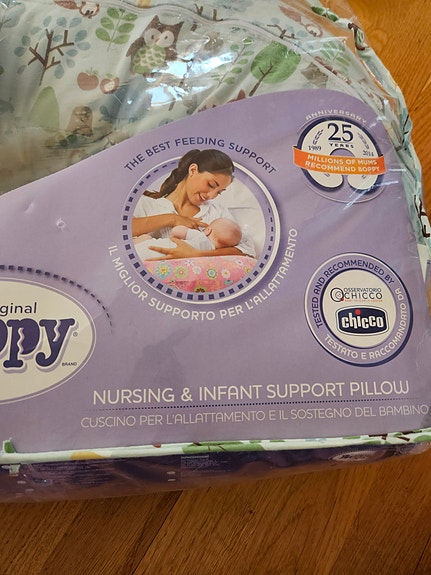 ANNIVERSARY
25
YEARS
1989
2014
MILLIONS OF MUMS
RECOMMEND BOPPY
THE BEST FEEDING SUPPORT
IL MIGLIOR SUPPORTO PER L'ALLATTAMENTO
TESTED AND RECOMMENDED BY
OSSERVATORIO
CHICCO
chicco
TESTATO E RACCOMANDATO DA
ginal
ppy
BRAND
NURSING & INFANT SUPPORT PILLOW
CUSCINO PER L'ALLATTAMENTO E IL SOSTEGNO DEL BAMBINO